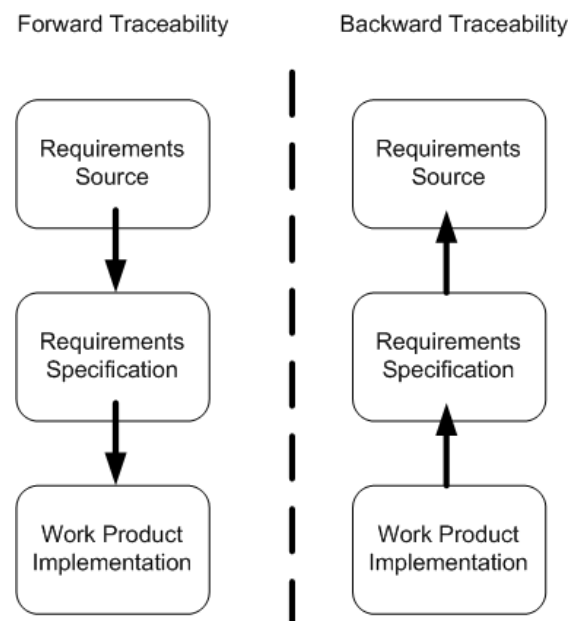 Forward Traceability
Backward Traceability
Requirements
Source
Requirements
Source
Requirements
Specification
Requirements
Specification
Work Product
Implementation
Work Product
Implementation